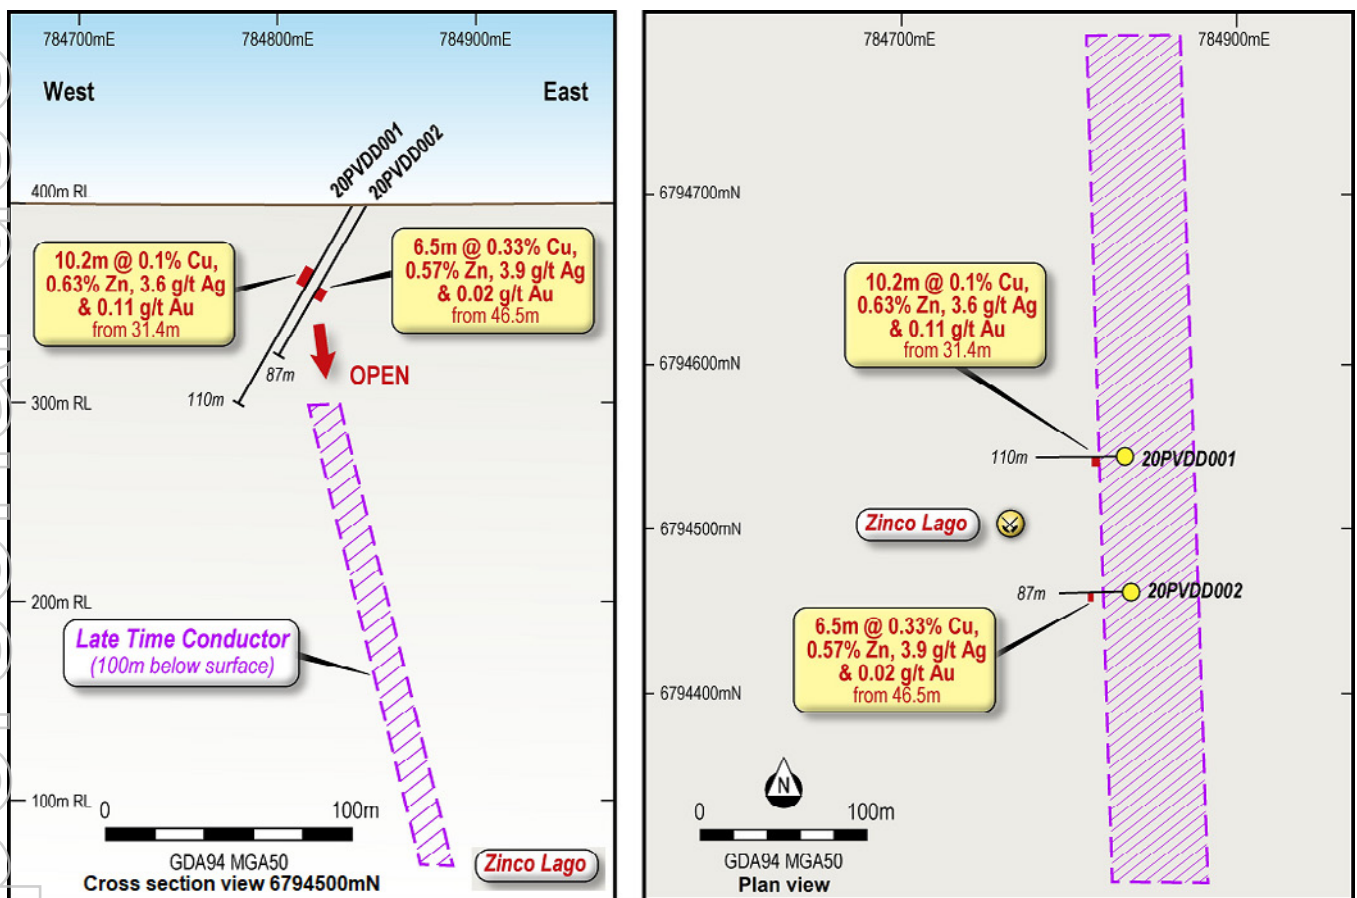 784700mE
784800mE
784900mE
West
East
20PVDD001
20PVDD002
400m RL
10.2m @ 0.1% Cu,
0.63% Zn, 3.6 g/t Ag
& 0.11 g/t Au
from 31.4m
6.5m @ 0.33% Cu,
0.57% Zn, 3.9 g/t Ag
& 0.02 g/t Au
from 46.5m
87m
OPEN
110m
300m RL
200m RL
Late Time Conductor
(100m below surface)
100m RL
0
100m
GDA94 MGA50
Cross section view 6794500mN
Zinco Lago
784700mE
784900mE
6794700mN
10.2m @ 0.1% Cu,
0.63% Zn, 3.6 g/t Ag
& 0.11 g/t Au
from 31.4m
6794600mN
110m
20PVDD001
Zinco Lago
6794500mN
87m
20PVDD002
6.5m @ 0.33% Cu,
0.57% Zn, 3.9 g/t Ag
& 0.02 g/t Au
from 46.5m
6794400mN
N
0
100m
GDA94 MGA50
Plan view